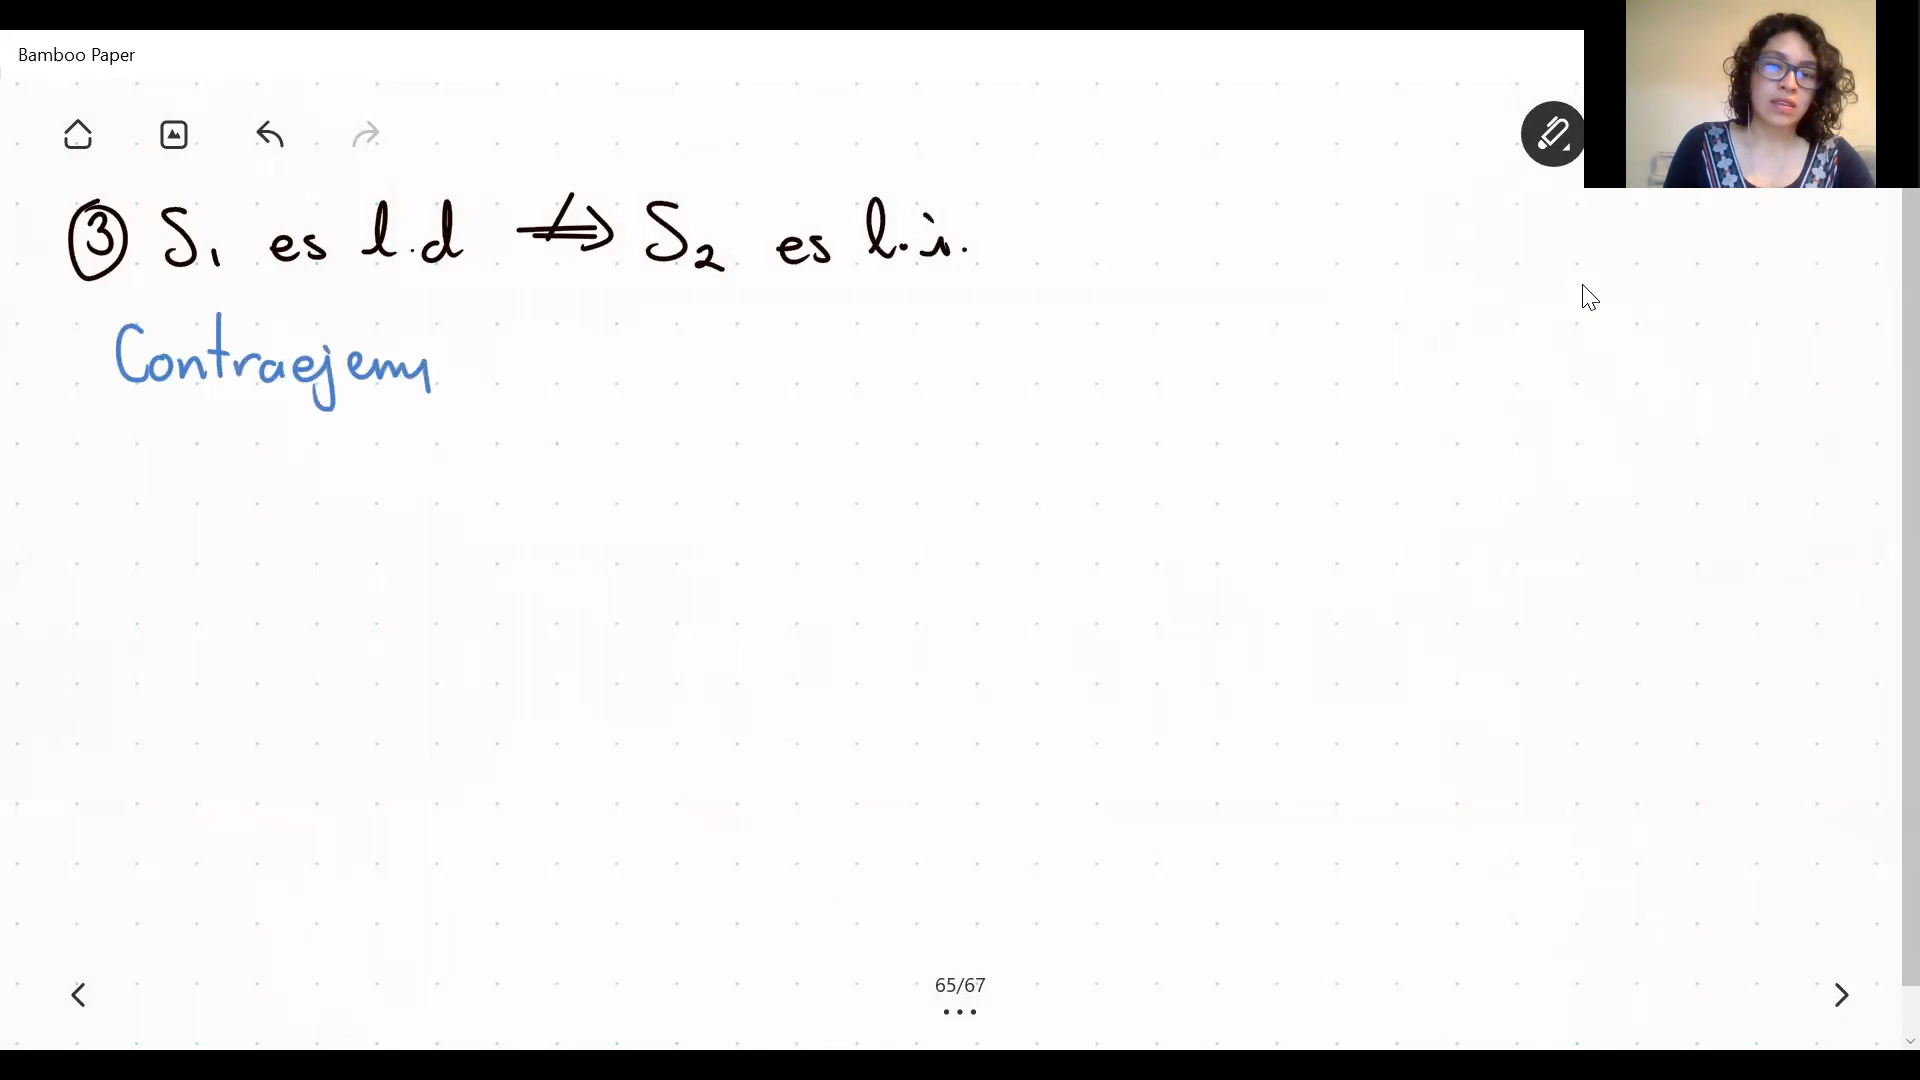 Bamboo Paper
③ S₁ es l.d ⇏ S₂ es l.i.
Contraejem
65/67